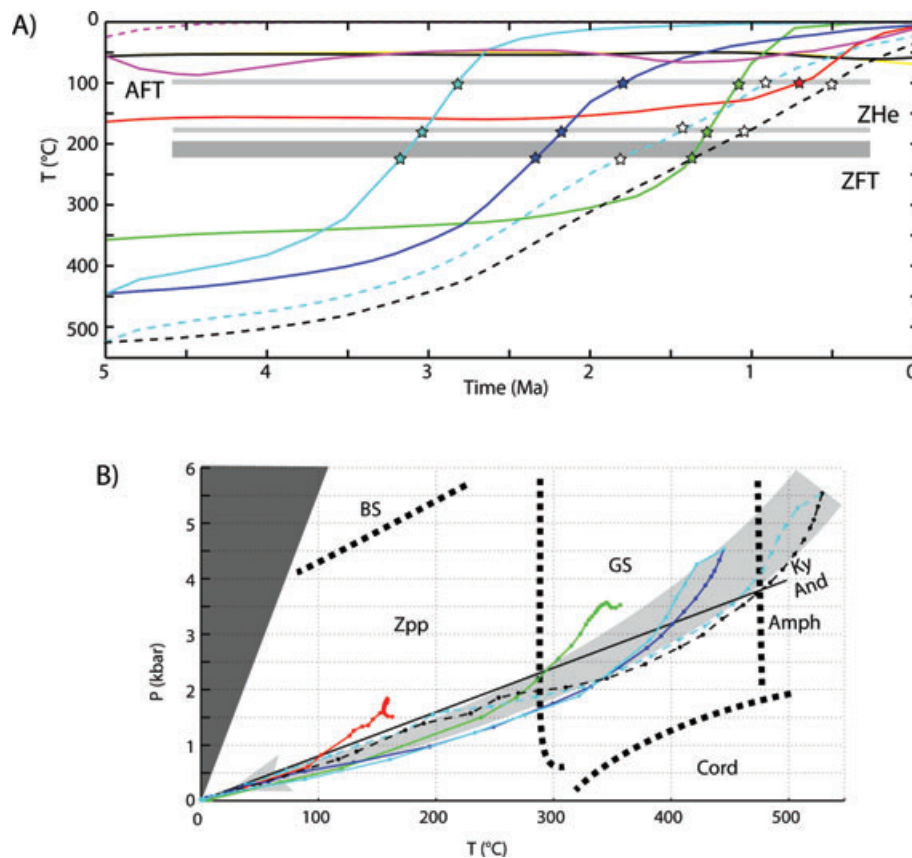 A)
0
100
200
300
400
500
T (°C)
AFT
ZHe
ZFT
5 4 3 2 1 0
Time (Ma)
B)
6
5
4
3
2
1
0
P (kbar)
BS
Zpp
GS
Ky
And
Amph
Cord
0 100 200 300 400 500
T (°C)